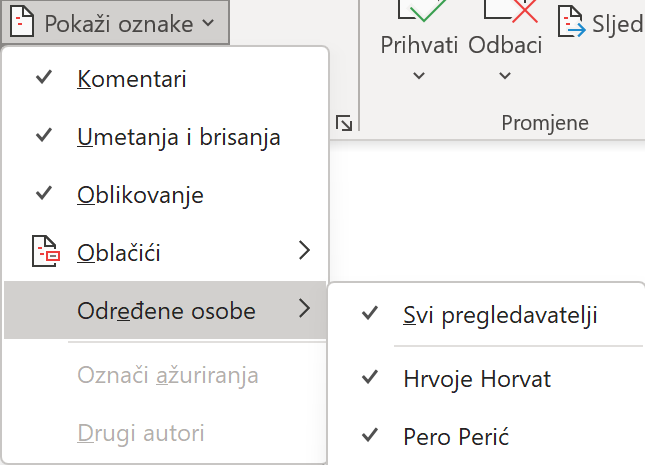 Pokaži oznake
Prihvati
Odbaci
Sljed
Promjene
Komentari
Umetanja i brisanja
Oblikovanje
Oblačići
Određene osobe
Označi ažuriranja
Drugi autori
Svi pregledavatelji
Hrvoje Horvat
Pero Perić